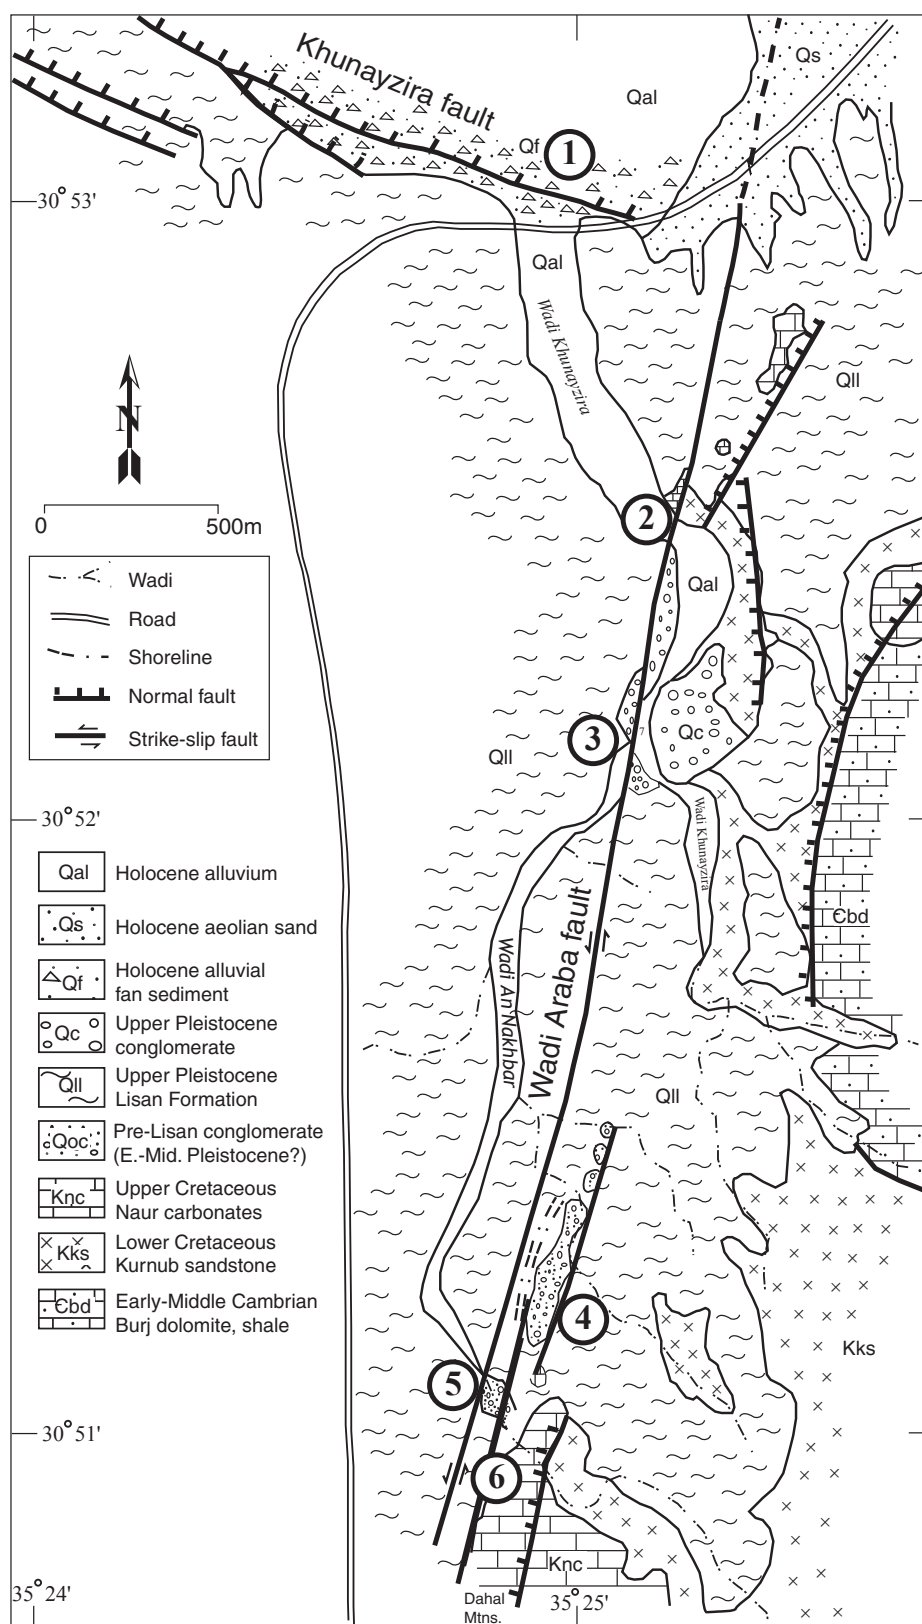 Khunayzira fault
Qs
Qal
Qf
1
30°53'
Qal
Wadi Khunayzira
Qll
N
0 500m
2
Qal
Wadi
Road
Shoreline
Normal fault
Strike-slip fault
3
Qc
Qll
30°52'
Wadi Khunayzira
Qal Holocene alluvium
Qs Holocene aeolian sand
Qf Holocene alluvial
fan sediment
Qc Upper Pleistocene
conglomerate
Qll Upper Pleistocene
Lisan Formation
Qoc Pre-Lisan conglomerate
(E.-Mid. Pleistocene?)
Knc Upper Cretaceous
Naur carbonates
Kks Lower Cretaceous
Kurnub sandstone
Єbd Early-Middle Cambrian
Burj dolomite, shale
Єbd
Wadi Araba fault
Wadi An'Nakhbar
Qll
4
Kks
5
30°51'
6
Knc
35°24'
Dahal
Mtns.
35°25'